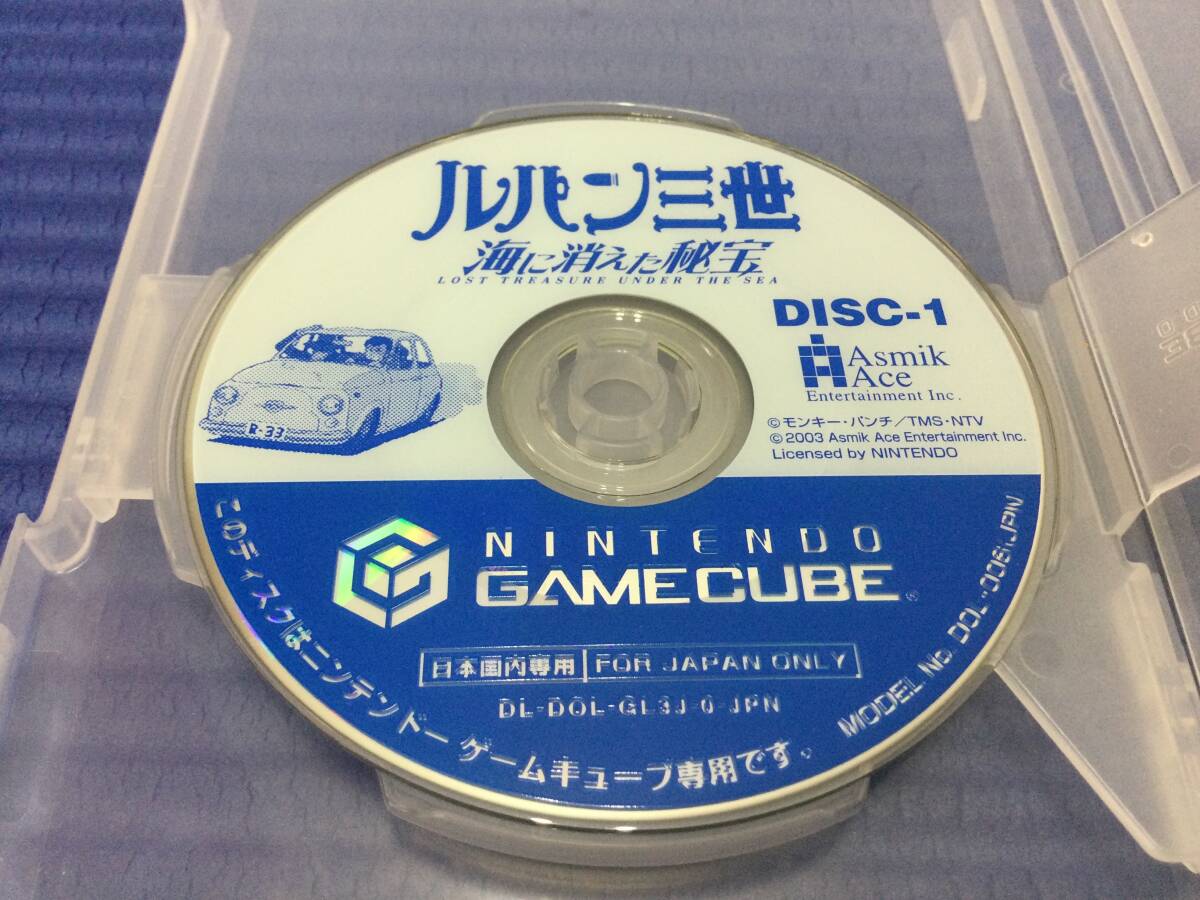 ルパン三世
海に消えた秘宝
LOST TREASURE UNDER THE SEA
DISC-1
Asmik
Ace
Entertainment Inc.
©モンキー・パンチ/TMS・NTV
©2003 Asmik Ace Entertainment Inc.
Licensed by NINTENDO
R-33
NINTENDO
GAMECUBE®
日本国内専用 FOR JAPAN ONLY
DL-DOL-GL3J-0-JPN
このディスクはニンテンドー ゲームキューブ専用です。
MODEL No. DOL-006(JPN